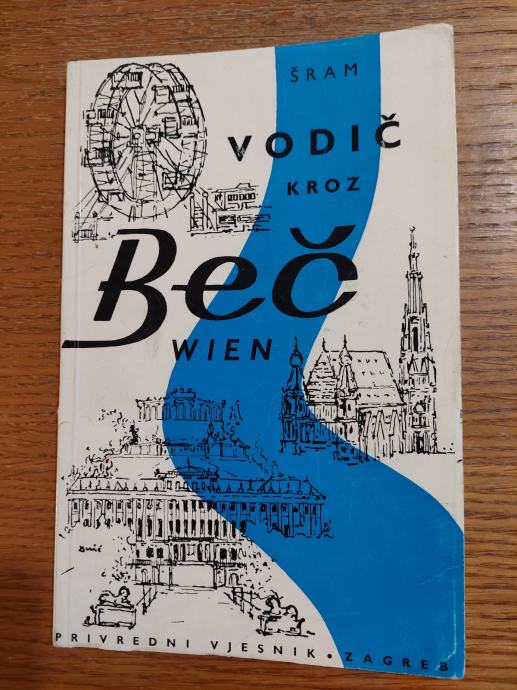 ŠRAM
VODIČ
KROZ
Beč
WIEN
PRIVREDNI VJESNIK • ZAGREB